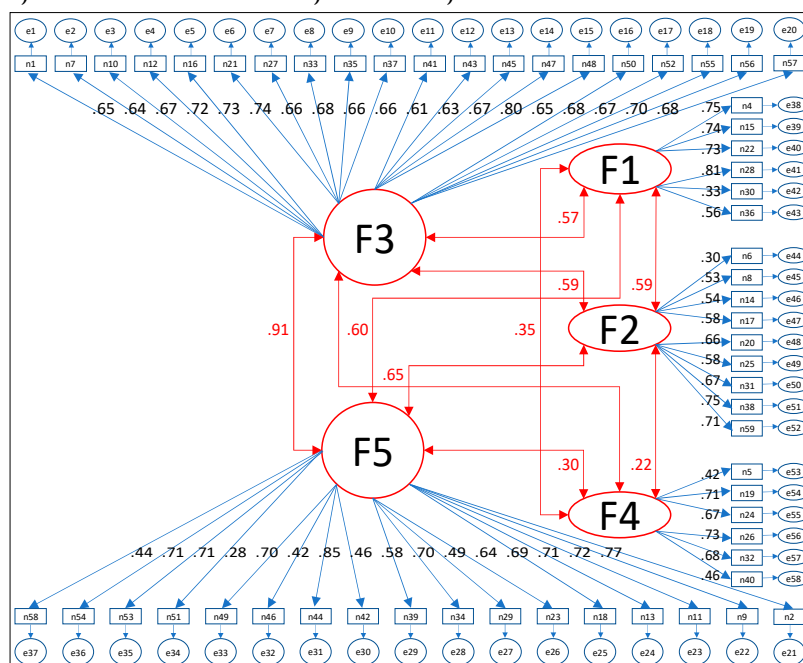 e1 e2 e3 e4 e5 e6 e7 e8 e9 e10 e11 e12 e13 e14 e15 e16 e17 e18 e19 e20
n1 n7 n10 n12 n16 n21 n27 n33 n35 n37 n41 n43 n45 n47 n48 n50 n52 n55 n56 n57
.65 .64 .67 .72 .73 .74 .66 .68 .66 .66 .61 .63 .67 .80 .65 .68 .67 .70 .68
.75 n4 e38
.74 n15 e39
.73 n22 e40
.81 n28 e41
.33 n30 e42
.56 n36 e43
F1
F3
.57
.30 n6 e44
.53 n8 e45
.54 n14 e46
.58 n17 e47
.66 n20 e48
.58 n25 e49
.67 n31 e50
.75 n38 e51
.71 n59 e52
.59 .59
F2
.91 .60 .35
.65
F5
.30 .22
F4
.42 n5 e53
.71 n19 e54
.67 n24 e55
.73 n26 e56
.68 n32 e57
.46 n40 e58
.44 .71 .71 .28 .70 .42 .85 .46 .58 .70 .49 .64 .69 .71 .72 .77
n58 n54 n53 n51 n49 n46 n44 n42 n39 n34 n29 n23 n18 n13 n11 n9 n2
e37 e36 e35 e34 e33 e32 e31 e30 e29 e28 e27 e26 e25 e24 e23 e22 e21